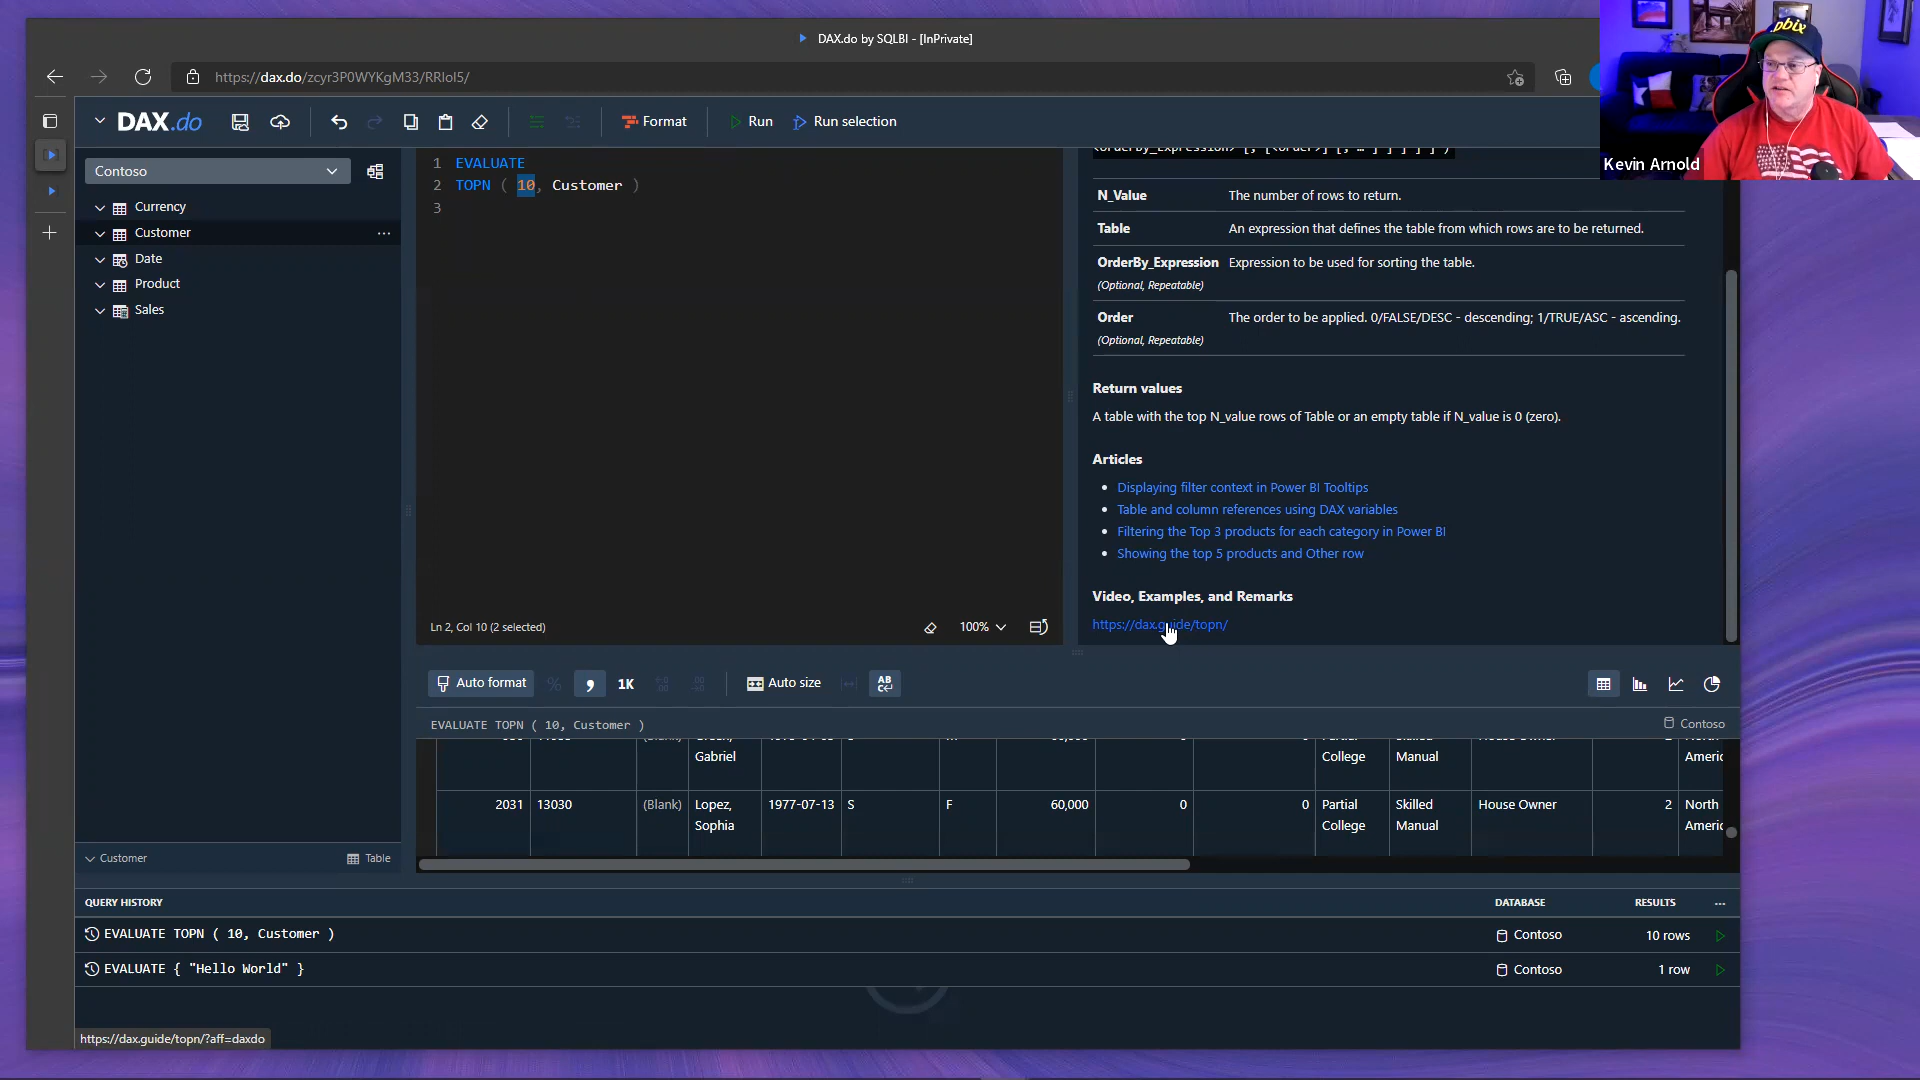 DAX.do by SQLBI - [InPrivate]
pbix
https://dax.do/zcyr3P0WYKgM33/RRIoI5/
DAX.do
Format
Run
Run selection
Kevin Arnold
Contoso
Currency
Customer
Date
Product
Sales
Customer
Table
1 EVALUATE
2 TOPN ( 10, Customer )
3
Ln 2, Col 10 (2 selected)
100%
<OrderBy_Expression> [, [<Order>] [, … ] ] ] ] ] )
N_Value The number of rows to return.
Table An expression that defines the table from which rows are to be returned.
OrderBy_Expression Expression to be used for sorting the table.
(Optional, Repeatable)
Order The order to be applied. 0/FALSE/DESC - descending; 1/TRUE/ASC - ascending.
(Optional, Repeatable)
Return values
A table with the top N_value rows of Table or an empty table if N_value is 0 (zero).
Articles
Displaying filter context in Power BI Tooltips
Table and column references using DAX variables
Filtering the Top 3 products for each category in Power BI
Showing the top 5 products and Other row
Video, Examples, and Remarks
https://dax.guide/topn/
Auto format % , 1K Auto size AB C
EVALUATE TOPN ( 10, Customer ) Contoso
Gabriel College Manual Americ
2031 13030 (Blank) Lopez, 1977-07-13 S F 60,000 0 0 Partial Skilled House Owner 2 North
Sophia College Manual Americ
QUERY HISTORY DATABASE RESULTS ...
EVALUATE TOPN ( 10, Customer ) Contoso 10 rows
EVALUATE { "Hello World" } Contoso 1 row
https://dax.guide/topn/?aff=daxdo